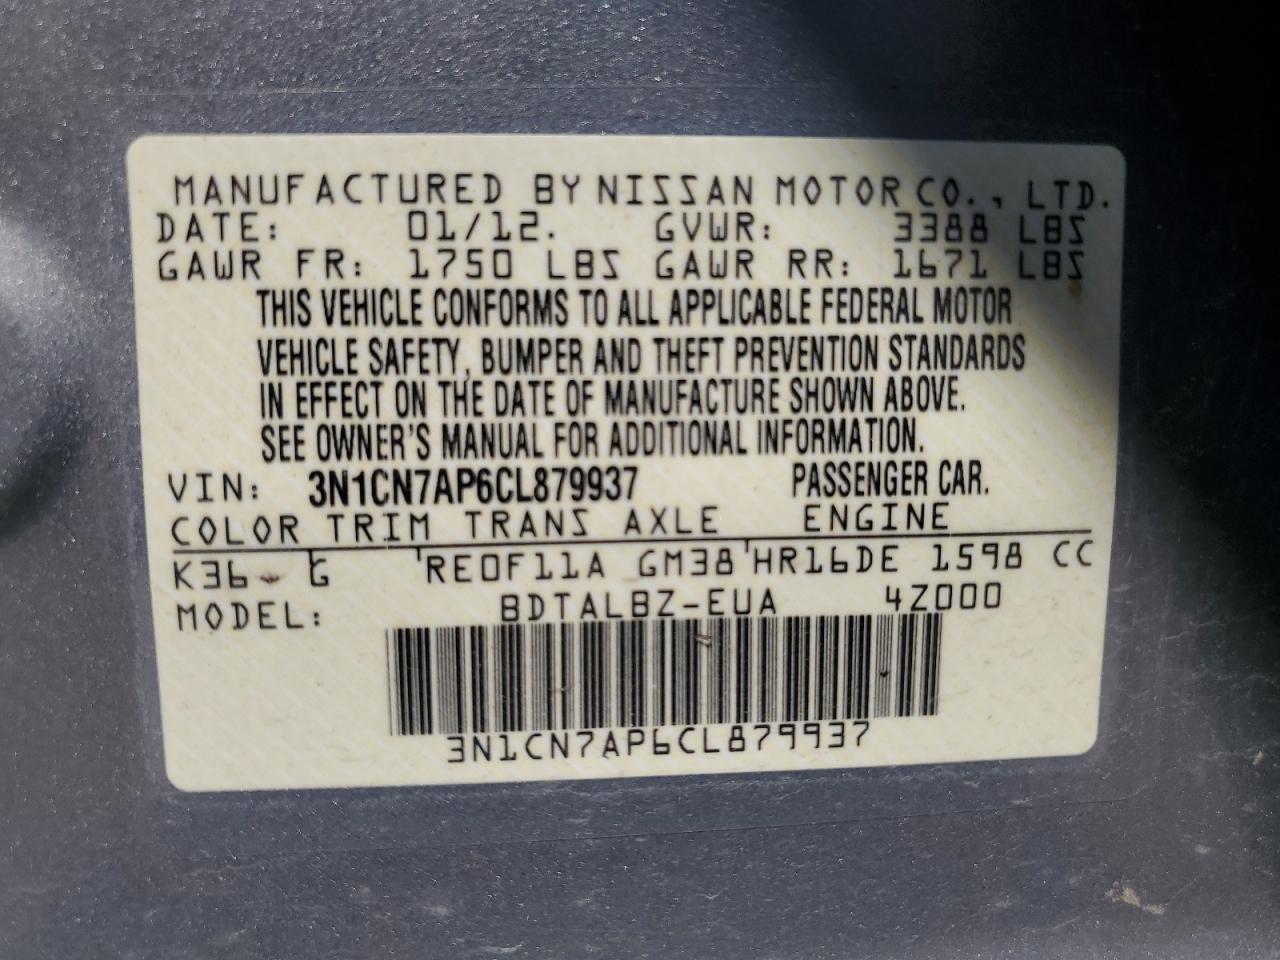 MANUFACTURED BY NISSAN MOTOR CO., LTD.
DATE: 01/12. GVWR: 3388 LBS
GAWR FR: 1750 LBS GAWR RR: 1671 LBS
THIS VEHICLE CONFORMS TO ALL APPLICABLE FEDERAL MOTOR
VEHICLE SAFETY, BUMPER AND THEFT PREVENTION STANDARDS
IN EFFECT ON THE DATE OF MANUFACTURE SHOWN ABOVE.
SEE OWNER'S MANUAL FOR ADDITIONAL INFORMATION.
VIN: 3N1CN7AP6CL879937 PASSENGER CAR.
COLOR TRIM TRANS AXLE ENGINE
K36 G RE0F11A GM38 HR16DE 1598 CC
MODEL: BDTALBZ-EUA 4Z000
3N1CN7AP6CL879937